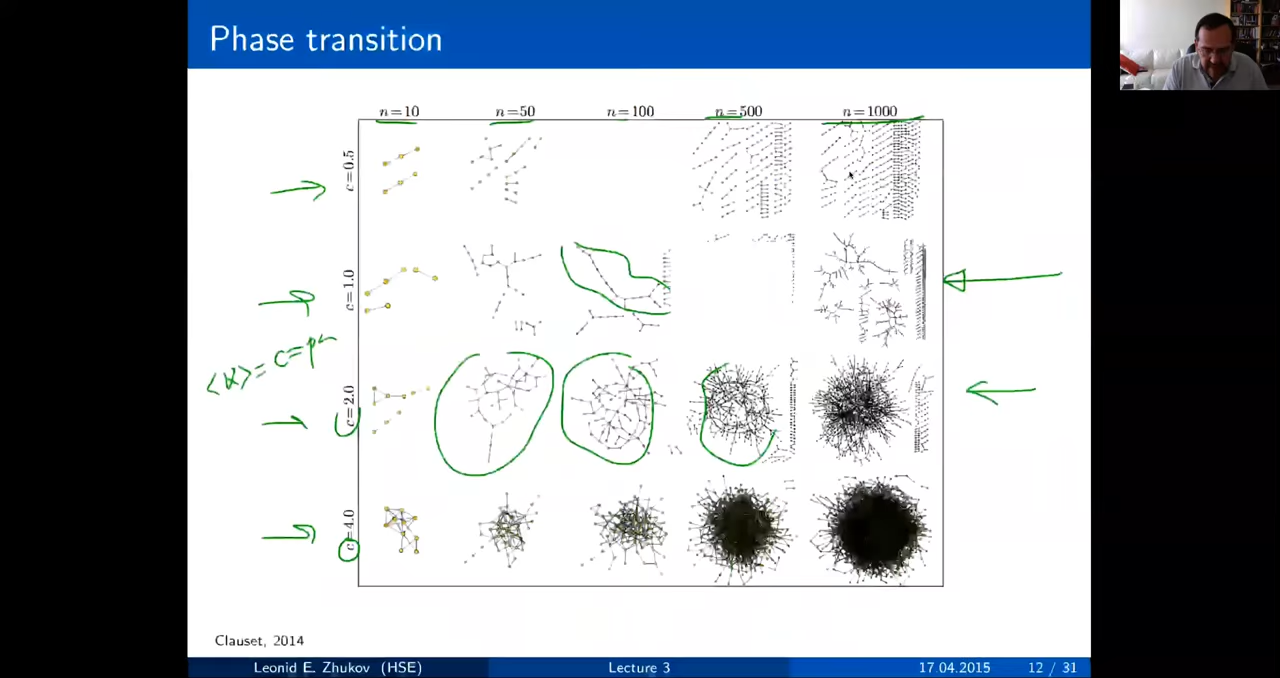 Phase transition
n=10 n=50 n=100 n=500 n=1000
c=0.5
c=1.0
⟨k⟩= c=pn
c=2.0
c=4.0
Clauset, 2014
Leonid E. Zhukov (HSE) Lecture 3 17.04.2015 12 / 31